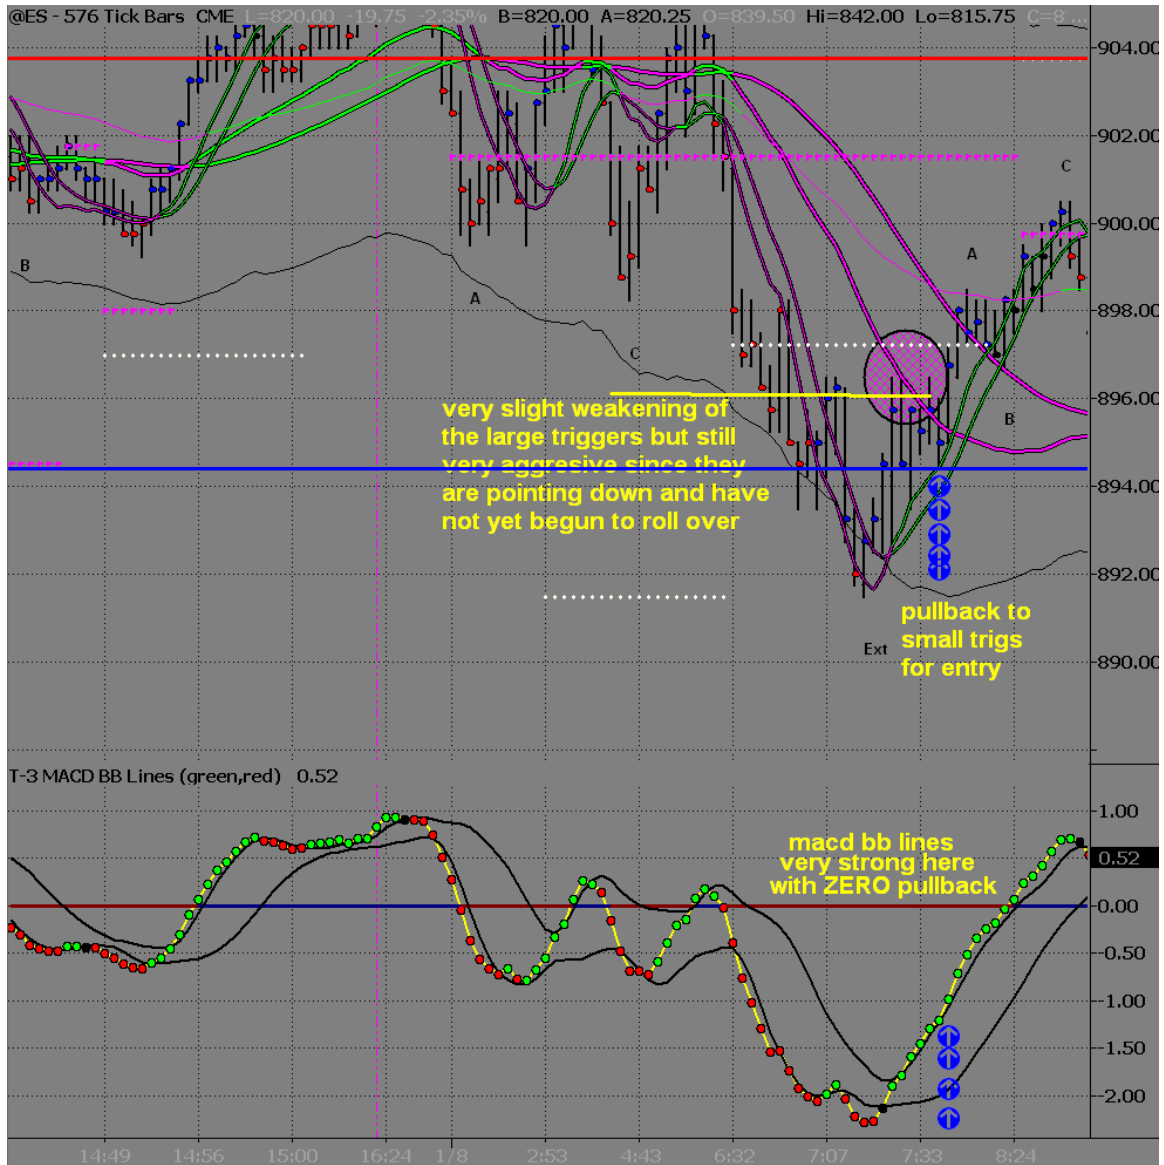 @ES - 576 Tick Bars CME L=820.00 -19.75 -2.35% B=820.00 A=820.25 O=839.50 Hi=842.00 Lo=815.75 C=8'...
904.00
902.00
C
900.00
A
B
898.00
A
C
896.00
B
very slight weakening of
the large triggers but still
very aggresive since they
are pointing down and have
not yet begun to roll over
894.00
892.00
pullback to
small trigs
for entry
Ext
890.00
T-3 MACD BB Lines (green,red) 0.52
1.00
macd bb lines
very strong here
with ZERO pullback
0.52
0.00
-0.50
-1.00
-1.50
-2.00
14:49 14:56 15:00 16:24 1/8 2:53 4:43 6:32 7:07 7:33 8:24